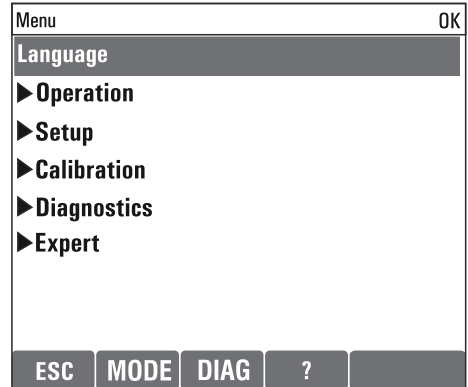 Menu OK
Language
▶Operation
▶Setup
▶Calibration
▶Diagnostics
▶Expert
ESC MODE DIAG ?